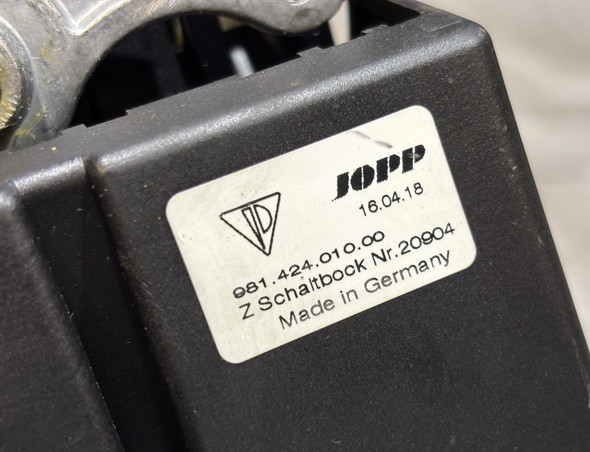 JOPP
16.04.18
981.424.010.00
Z Schaltbock Nr.20904
Made in Germany